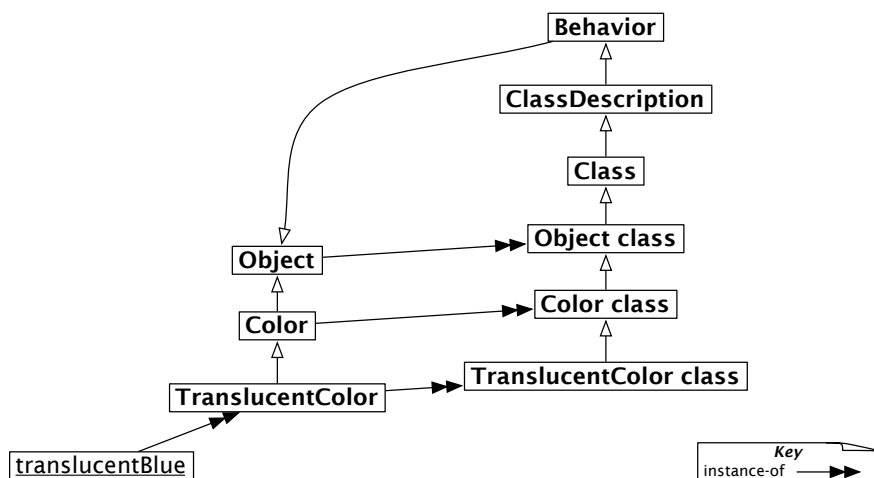 Behavior
ClassDescription
Class
Object class
Object
Color class
Color
TranslucentColor class
TranslucentColor
translucentBlue
Key
instance-of